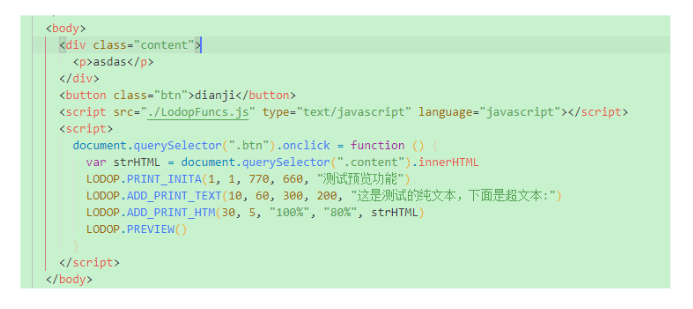 <body>
<div class="content">
<p>asdas</p>
</div>
<button class="btn">dianji</button>
<script src="./LodopFuncs.js" type="text/javascript" language="javascript"></script>
<script>
document.querySelector(".btn").onclick = function () {
var strHTML = document.querySelector(".content").innerHTML
LODOP.PRINT_INITA(1, 1, 770, 660, "测试预览功能")
LODOP.ADD_PRINT_TEXT(10, 60, 300, 200, "这是测试的纯文本，下面是超文本:")
LODOP.ADD_PRINT_HTM(30, 5, "100%", "80%", strHTML)
LODOP.PREVIEW()
}
</script>
</body>